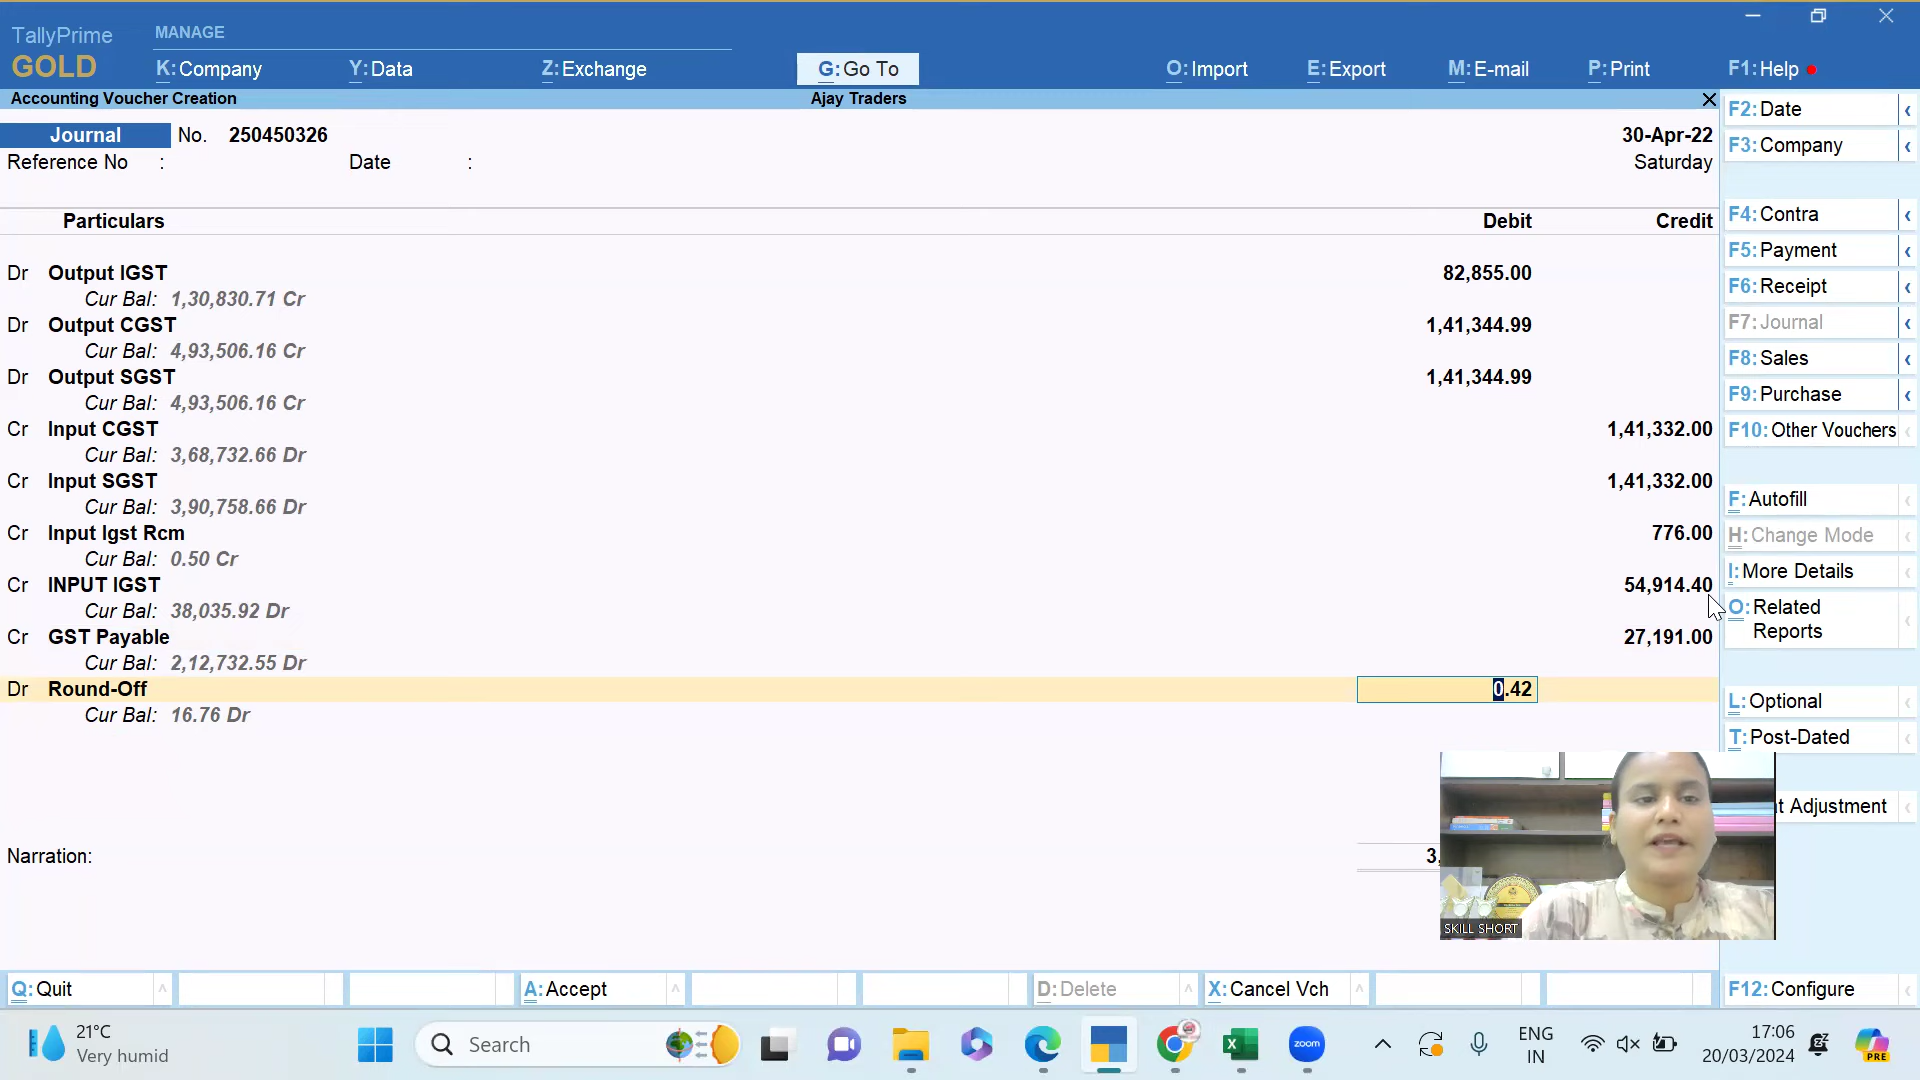 TallyPrime
GOLD
MANAGE
K:Company
Y:Data
Z:Exchange
G:Go To
O:Import
E:Export
M:E-mail
P:Print
F1:Help
Accounting Voucher Creation
Ajay Traders
Journal No. 250450326
30-Apr-22
Reference No : Date :
Saturday
Particulars Debit Credit
Dr Output IGST 82,855.00
Cur Bal: 1,30,830.71 Cr
Dr Output CGST 1,41,344.99
Cur Bal: 4,93,506.16 Cr
Dr Output SGST 1,41,344.99
Cur Bal: 4,93,506.16 Cr
Cr Input CGST 1,41,332.00
Cur Bal: 3,68,732.66 Dr
Cr Input SGST 1,41,332.00
Cur Bal: 3,90,758.66 Dr
Cr Input Igst Rcm 776.00
Cur Bal: 0.50 Cr
Cr INPUT IGST 54,914.40
Cur Bal: 38,035.92 Dr
Cr GST Payable 27,191.00
Cur Bal: 2,12,732.55 Dr
Dr Round-Off 0.42
Cur Bal: 16.76 Dr
Narration:
3,
F2:Date
F3:Company
F4:Contra
F5:Payment
F6:Receipt
F7:Journal
F8:Sales
F9:Purchase
F10:Other Vouchers
F:Autofill
H:Change Mode
I:More Details
O:Related
Reports
L:Optional
T:Post-Dated
t Adjustment
F12:Configure
SKILL SHORT
Q:Quit
A:Accept
D:Delete
X:Cancel Vch
21°C
Very humid
Search
zoom
ENG
IN
17:06
20/03/2024
PRE